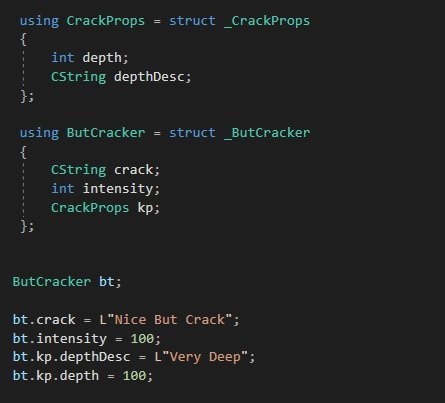 using CrackProps = struct _CrackProps
{
int depth;
CString depthDesc;
};
using ButCracker = struct _ButCracker
{
CString crack;
int intensity;
CrackProps kp;
};
ButCracker bt;
bt.crack = L"Nice But Crack";
bt.intensity = 100;
bt.kp.depthDesc = L"Very Deep";
bt.kp.depth = 100;